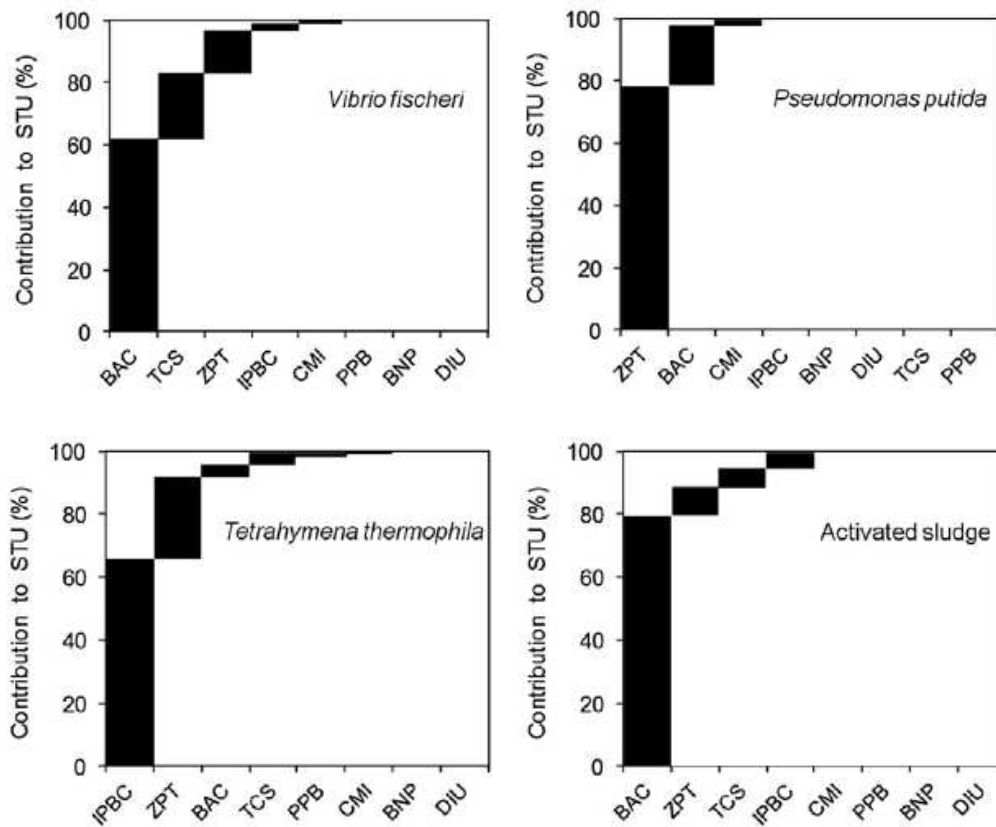 Contribution to STU (%)
100
80
60
40
20
0
Vibrio fischeri
BAC
TCS
ZPT
IPBC
CMI
PPB
BNP
DIU
Contribution to STU (%)
100
80
60
40
20
0
Pseudomonas putida
ZPT
BAC
CMI
IPBC
BNP
DIU
TCS
PPB
Contribution to STU (%)
100
80
60
40
20
0
Tetrahymena thermophila
IPBC
ZPT
BAC
TCS
PPB
CMI
BNP
DIU
Contribution to STU (%)
100
80
60
40
20
0
Activated sludge
BAC
ZPT
TCS
IPBC
CMI
PPB
BNP
DIU